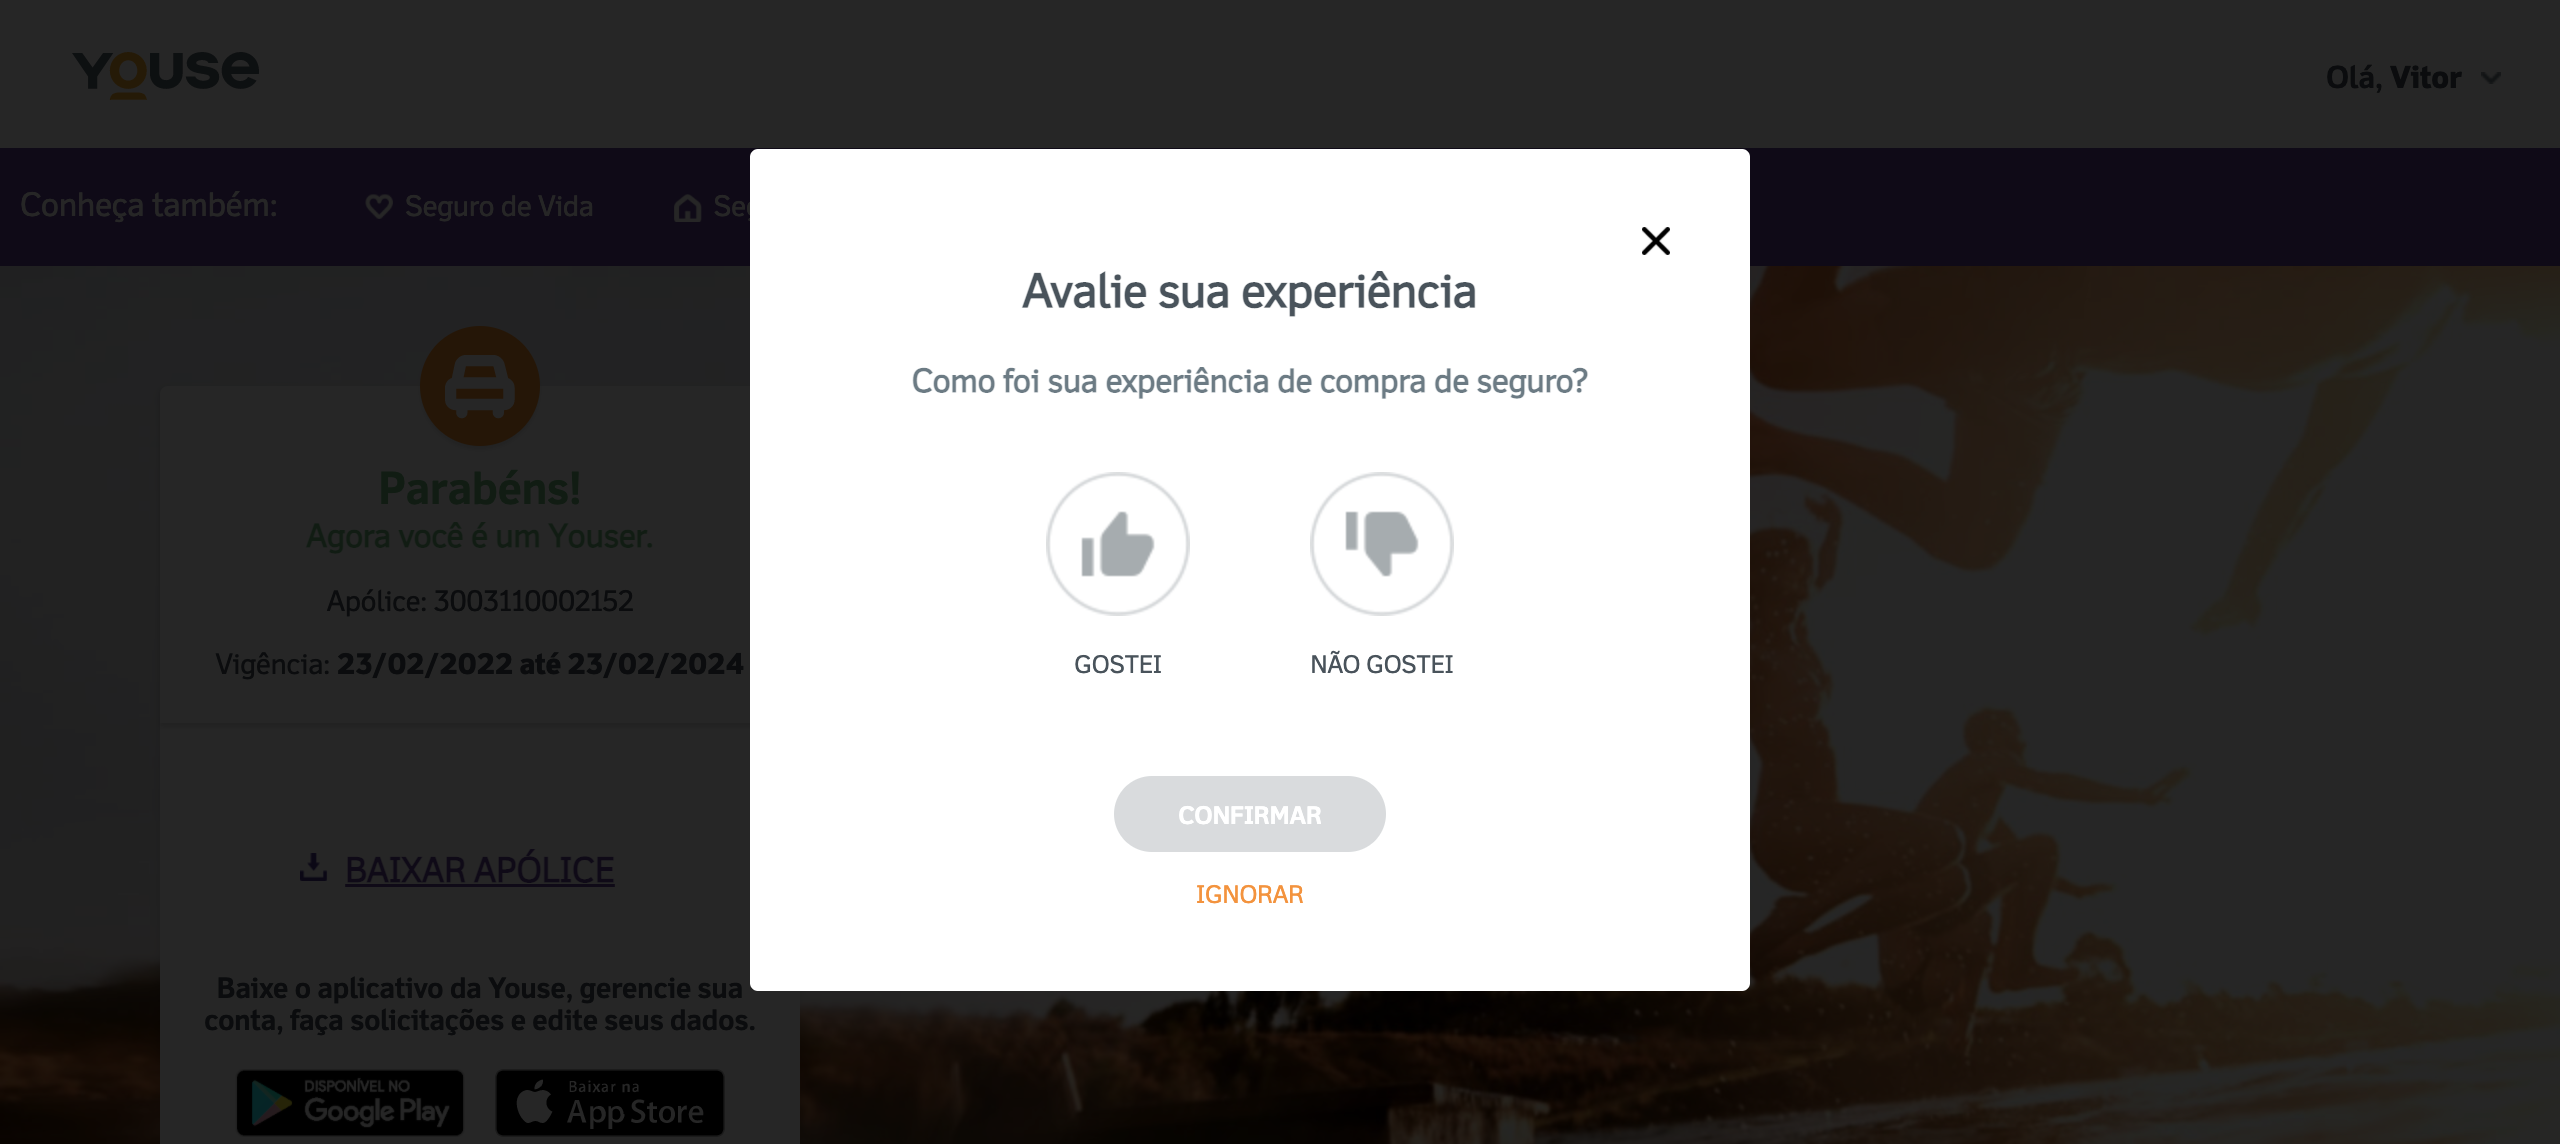 Youse
Olá, Vitor
Conheça também:
Seguro de Vida
Avalie sua experiência
Como foi sua experiência de compra de seguro?
GOSTEI
NÃO GOSTEI
CONFIRMAR
IGNORAR
Parabéns!
Agora você é um Youser.
Apólice: 3003110002152
Vigência: 23/02/2022 até 23/02/2024
BAIXAR APÓLICE
Baixe o aplicativo da Youse, gerencie sua
conta, faça solicitações e edite seus dados.
DISPONÍVEL NO
Google Play
Baixar na
App Store